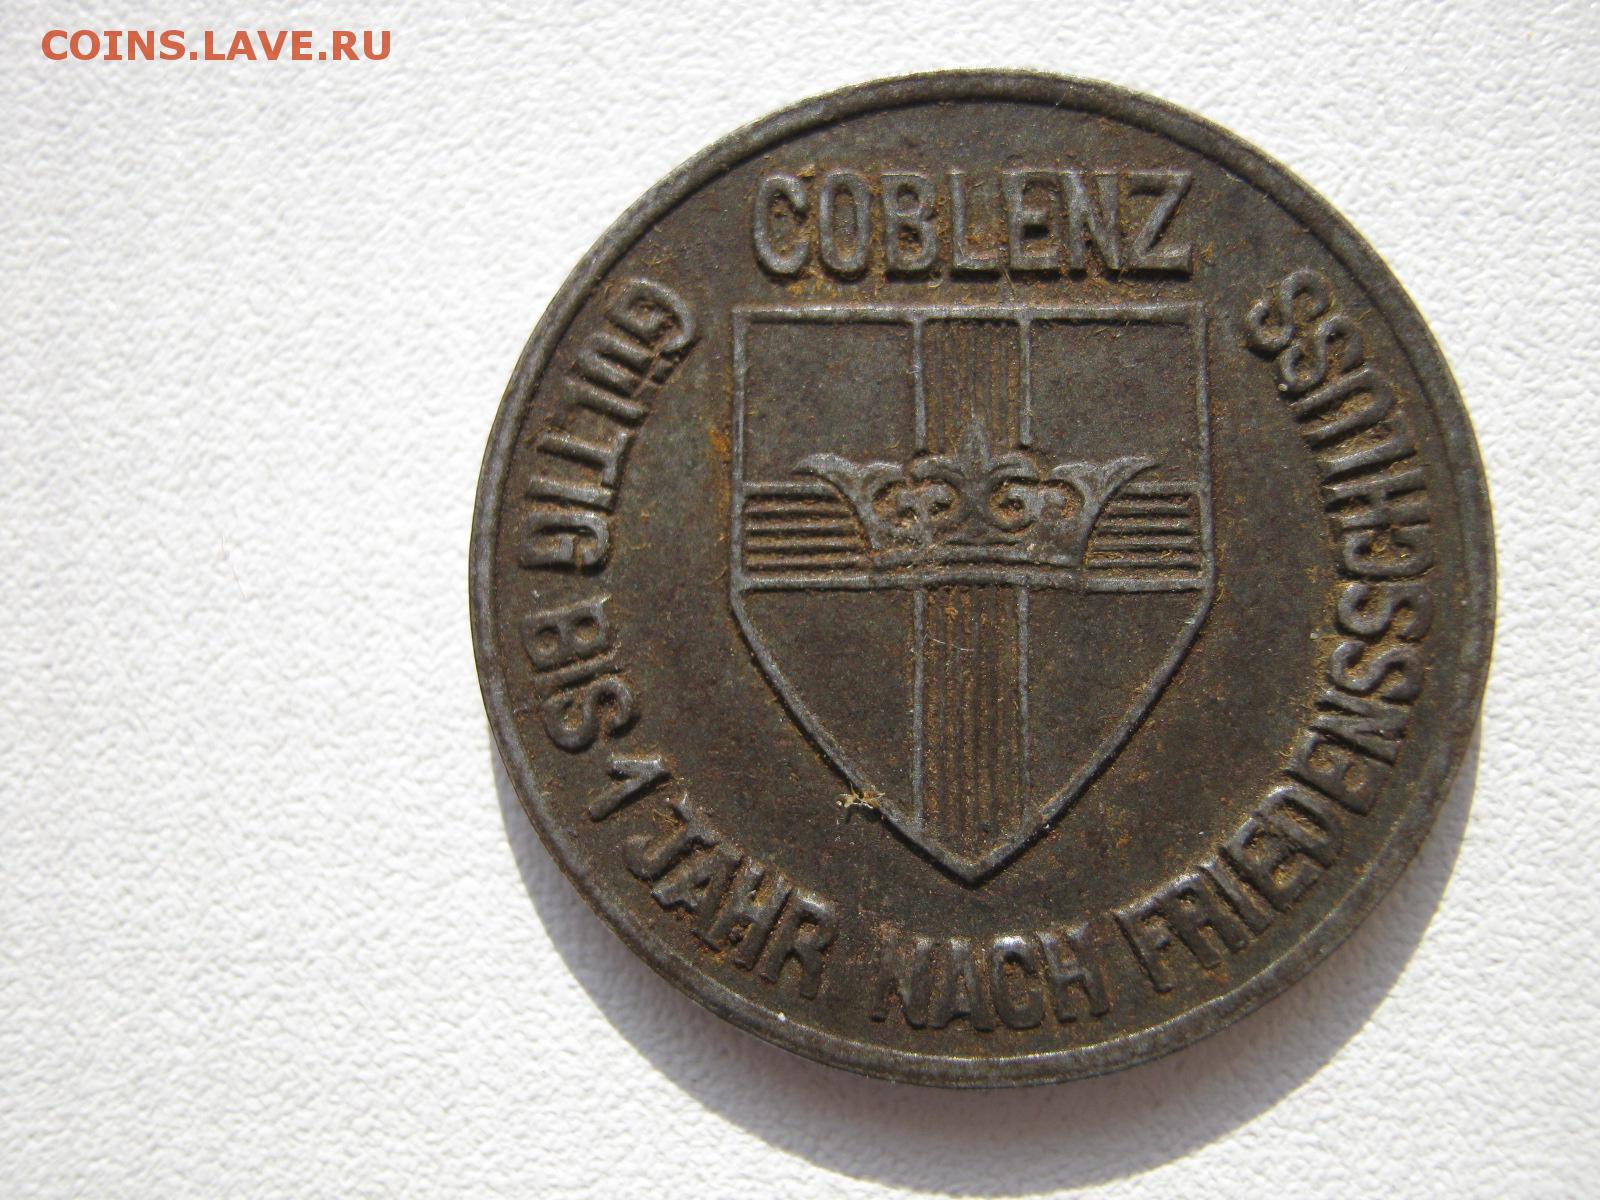 COINS.LAVE.RU
COBLENZ
GÜLTIG BIS 1 JAHR NACH FRIEDENSSCHLUSS